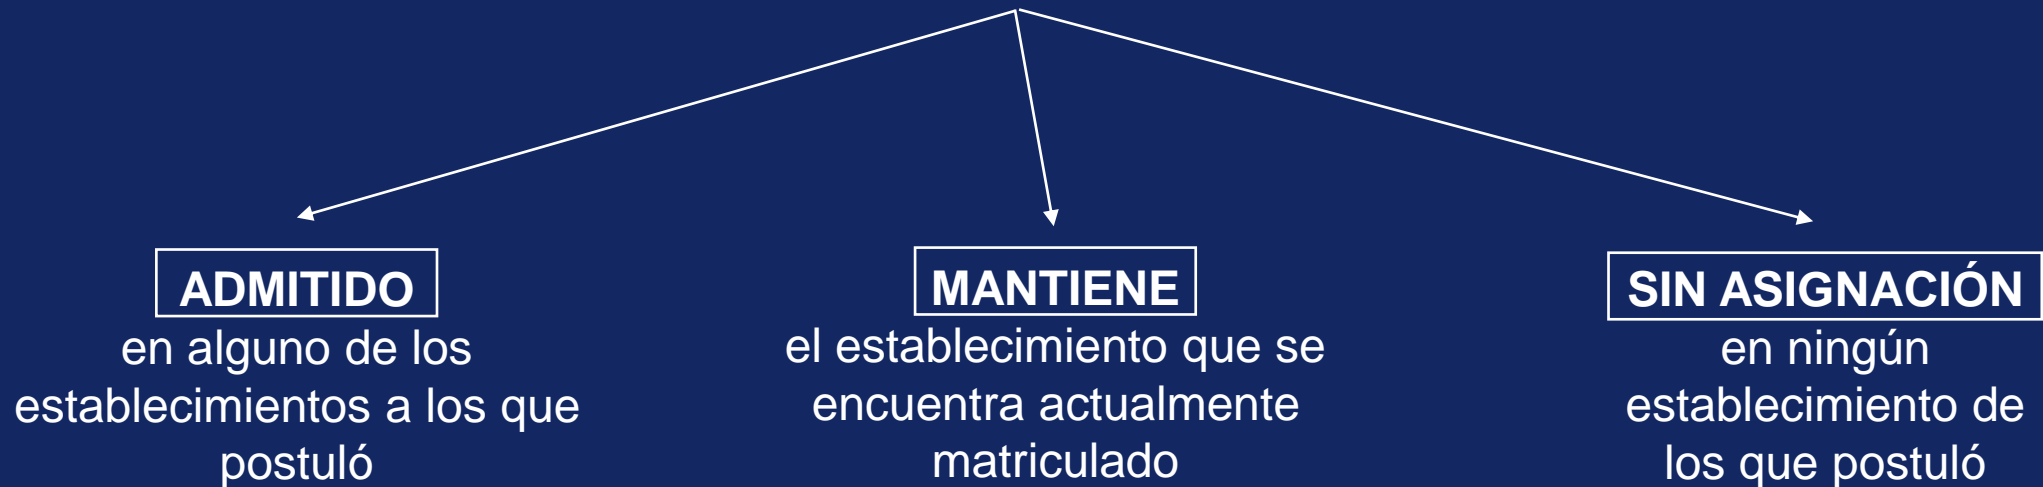 ADMITIDO
en alguno de los
establecimientos a los que
postuló
MANTIENE
el establecimiento que se
encuentra actualmente
matriculado
SIN ASIGNACIÓN
en ningún
establecimiento de
los que postuló